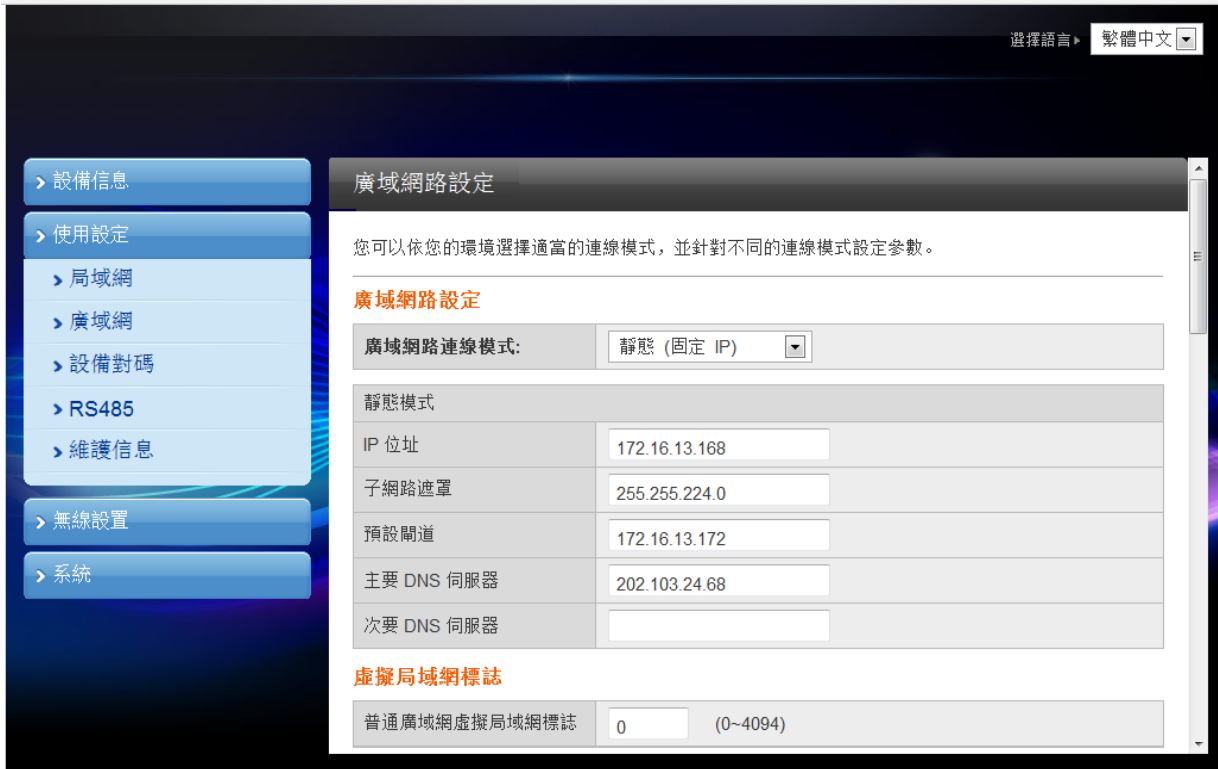 選擇語言 繁體中文
設備信息
使用設定
局域網
廣域網
設備對碼
RS485
維護信息
無線設置
系統
廣域網路設定
您可以依您的環境選擇適當的連線模式，並針對不同的連線模式設定參數。
廣域網路設定
廣域網路連線模式: 靜態 (固定 IP)
靜態模式
IP 位址 172.16.13.168
子網路遮罩 255.255.224.0
預設閘道 172.16.13.172
主要 DNS 伺服器 202.103.24.68
次要 DNS 伺服器
虛擬局域網標誌
普通廣域網虛擬局域網標誌 0 (0~4094)